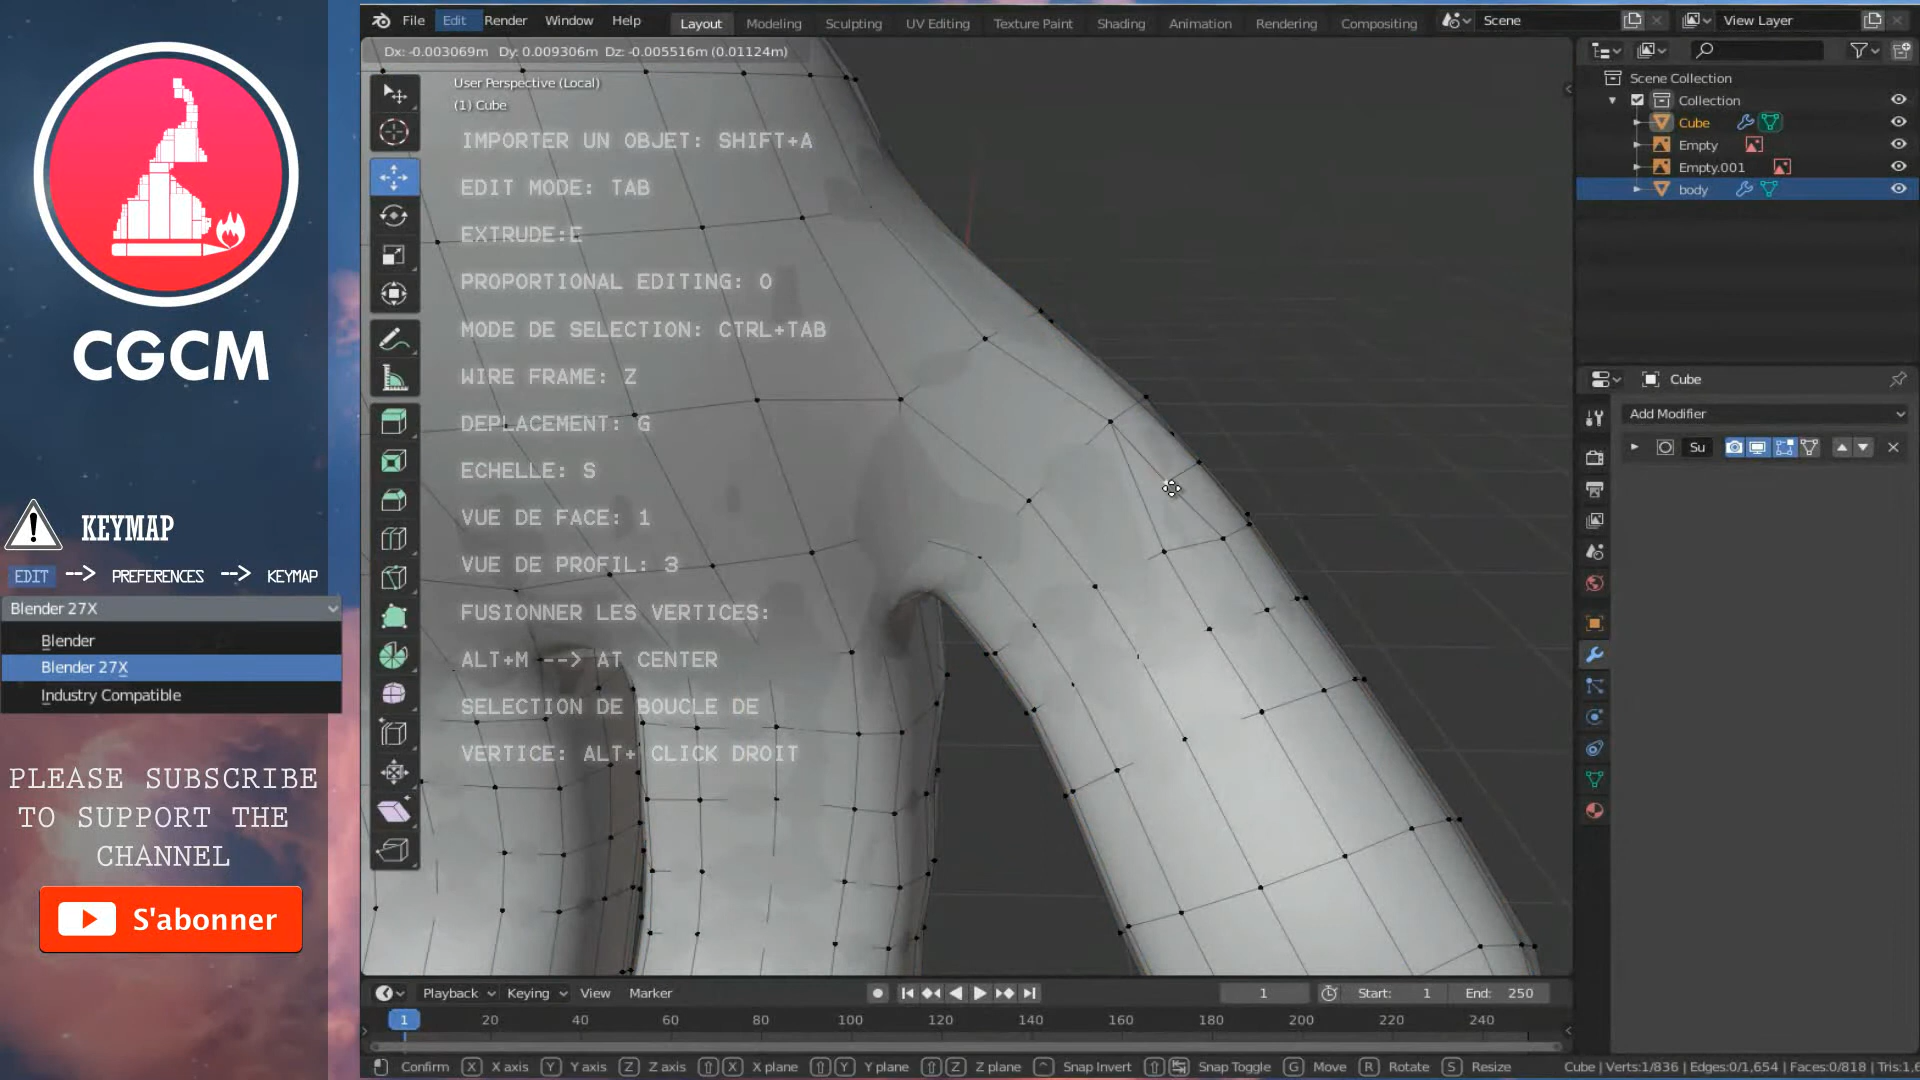 CGCM
KEYMAP
EDIT --> PREFERENCES --> KEYMAP
Blender 27X
Blender
Blender 27X
Industry Compatible
PLEASE SUBSCRIBE
TO SUPPORT THE
CHANNEL
S'abonner
File Edit Render Window Help
Layout Modeling Sculpting UV Editing Texture Paint Shading Animation Rendering Compositing
Scene
View Layer
Dx: -0.003069m Dy: 0.009306m Dz: -0.005516m (0.01124m)
User Perspective (Local)
(1) Cube
IMPORTER UN OBJET: SHIFT+A
EDIT MODE: TAB
EXTRUDE:E
PROPORTIONAL EDITING: O
MODE DE SELECTION: CTRL+TAB
WIRE FRAME: Z
DEPLACEMENT: G
ECHELLE: S
VUE DE FACE: 1
VUE DE PROFIL: 3
FUSIONNER LES VERTICES:
ALT+M --> AT CENTER
SELECTION DE BOUCLE DE
VERTICE: ALT+ CLICK DROIT
Scene Collection
Collection
Cube
Empty
Empty.001
body
Cube
Add Modifier
Su
Playback Keying View Marker
1 Start: 1 End: 250
1 20 40 60 80 100 120 140 160 180 200 220 240
Confirm X X axis Y Y axis Z Z axis X X plane Y Y plane Z Z plane Snap Invert Snap Toggle G Move R Rotate S Resize
Cube | Verts:1/836 | Edges:0/1,654 | Faces:0/818 | Tris:1,6